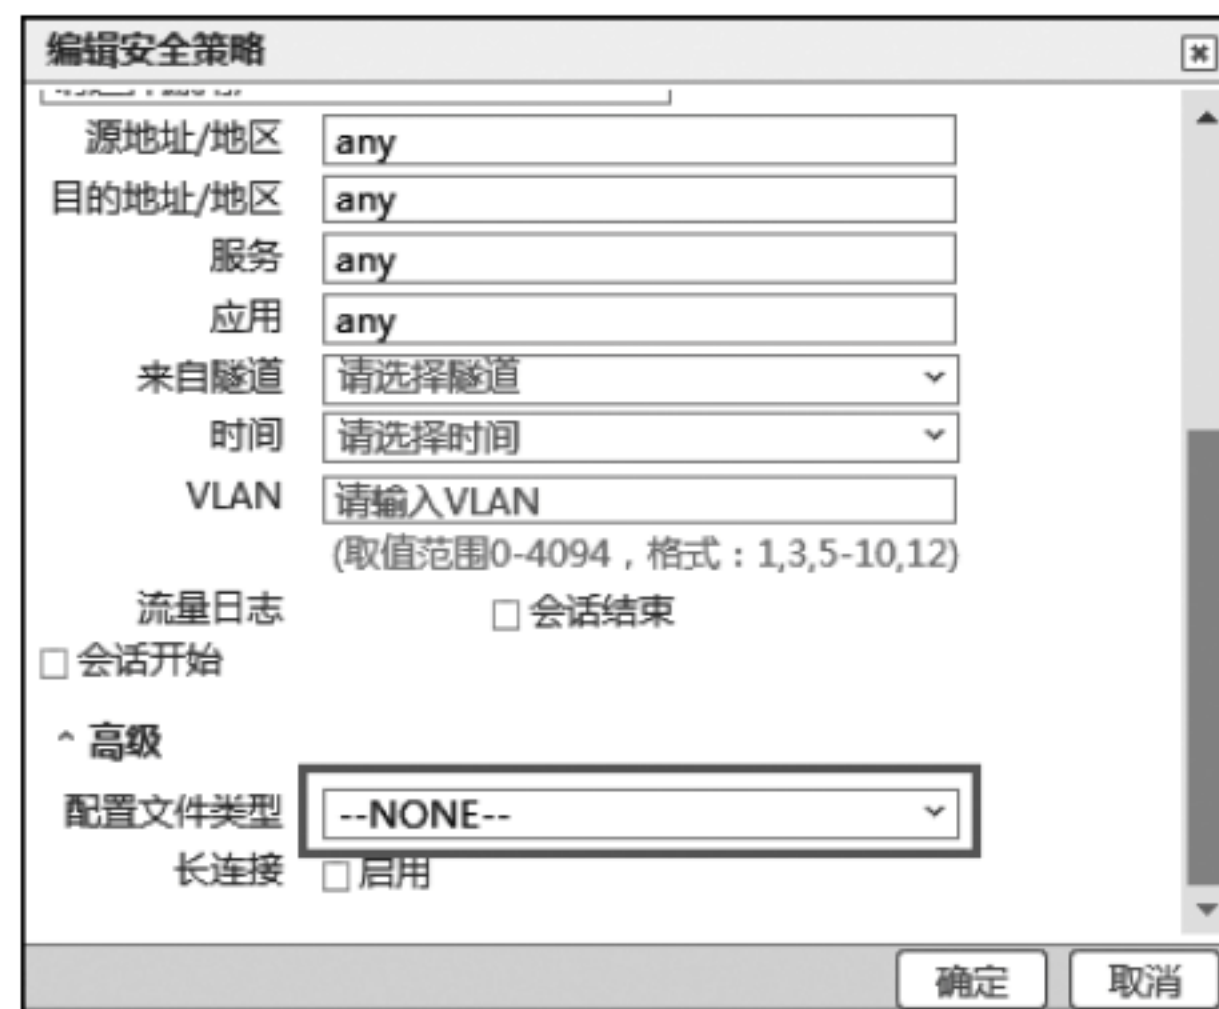 编辑安全策略
源地址/地区 any
目的地址/地区 any
服务 any
应用 any
来自隧道 请选择隧道
时间 请选择时间
VLAN 请输入VLAN
(取值范围0-4094，格式：1,3,5-10,12)
流量日志 会话结束
会话开始
高级
配置文件类型 --NONE--
长连接 启用
确定 取消